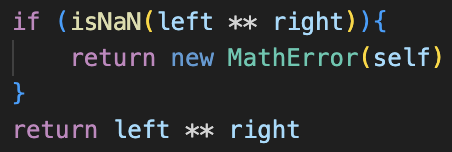 if (isNaN(left ** right)){
    return new MathError(self)
}
return left ** right